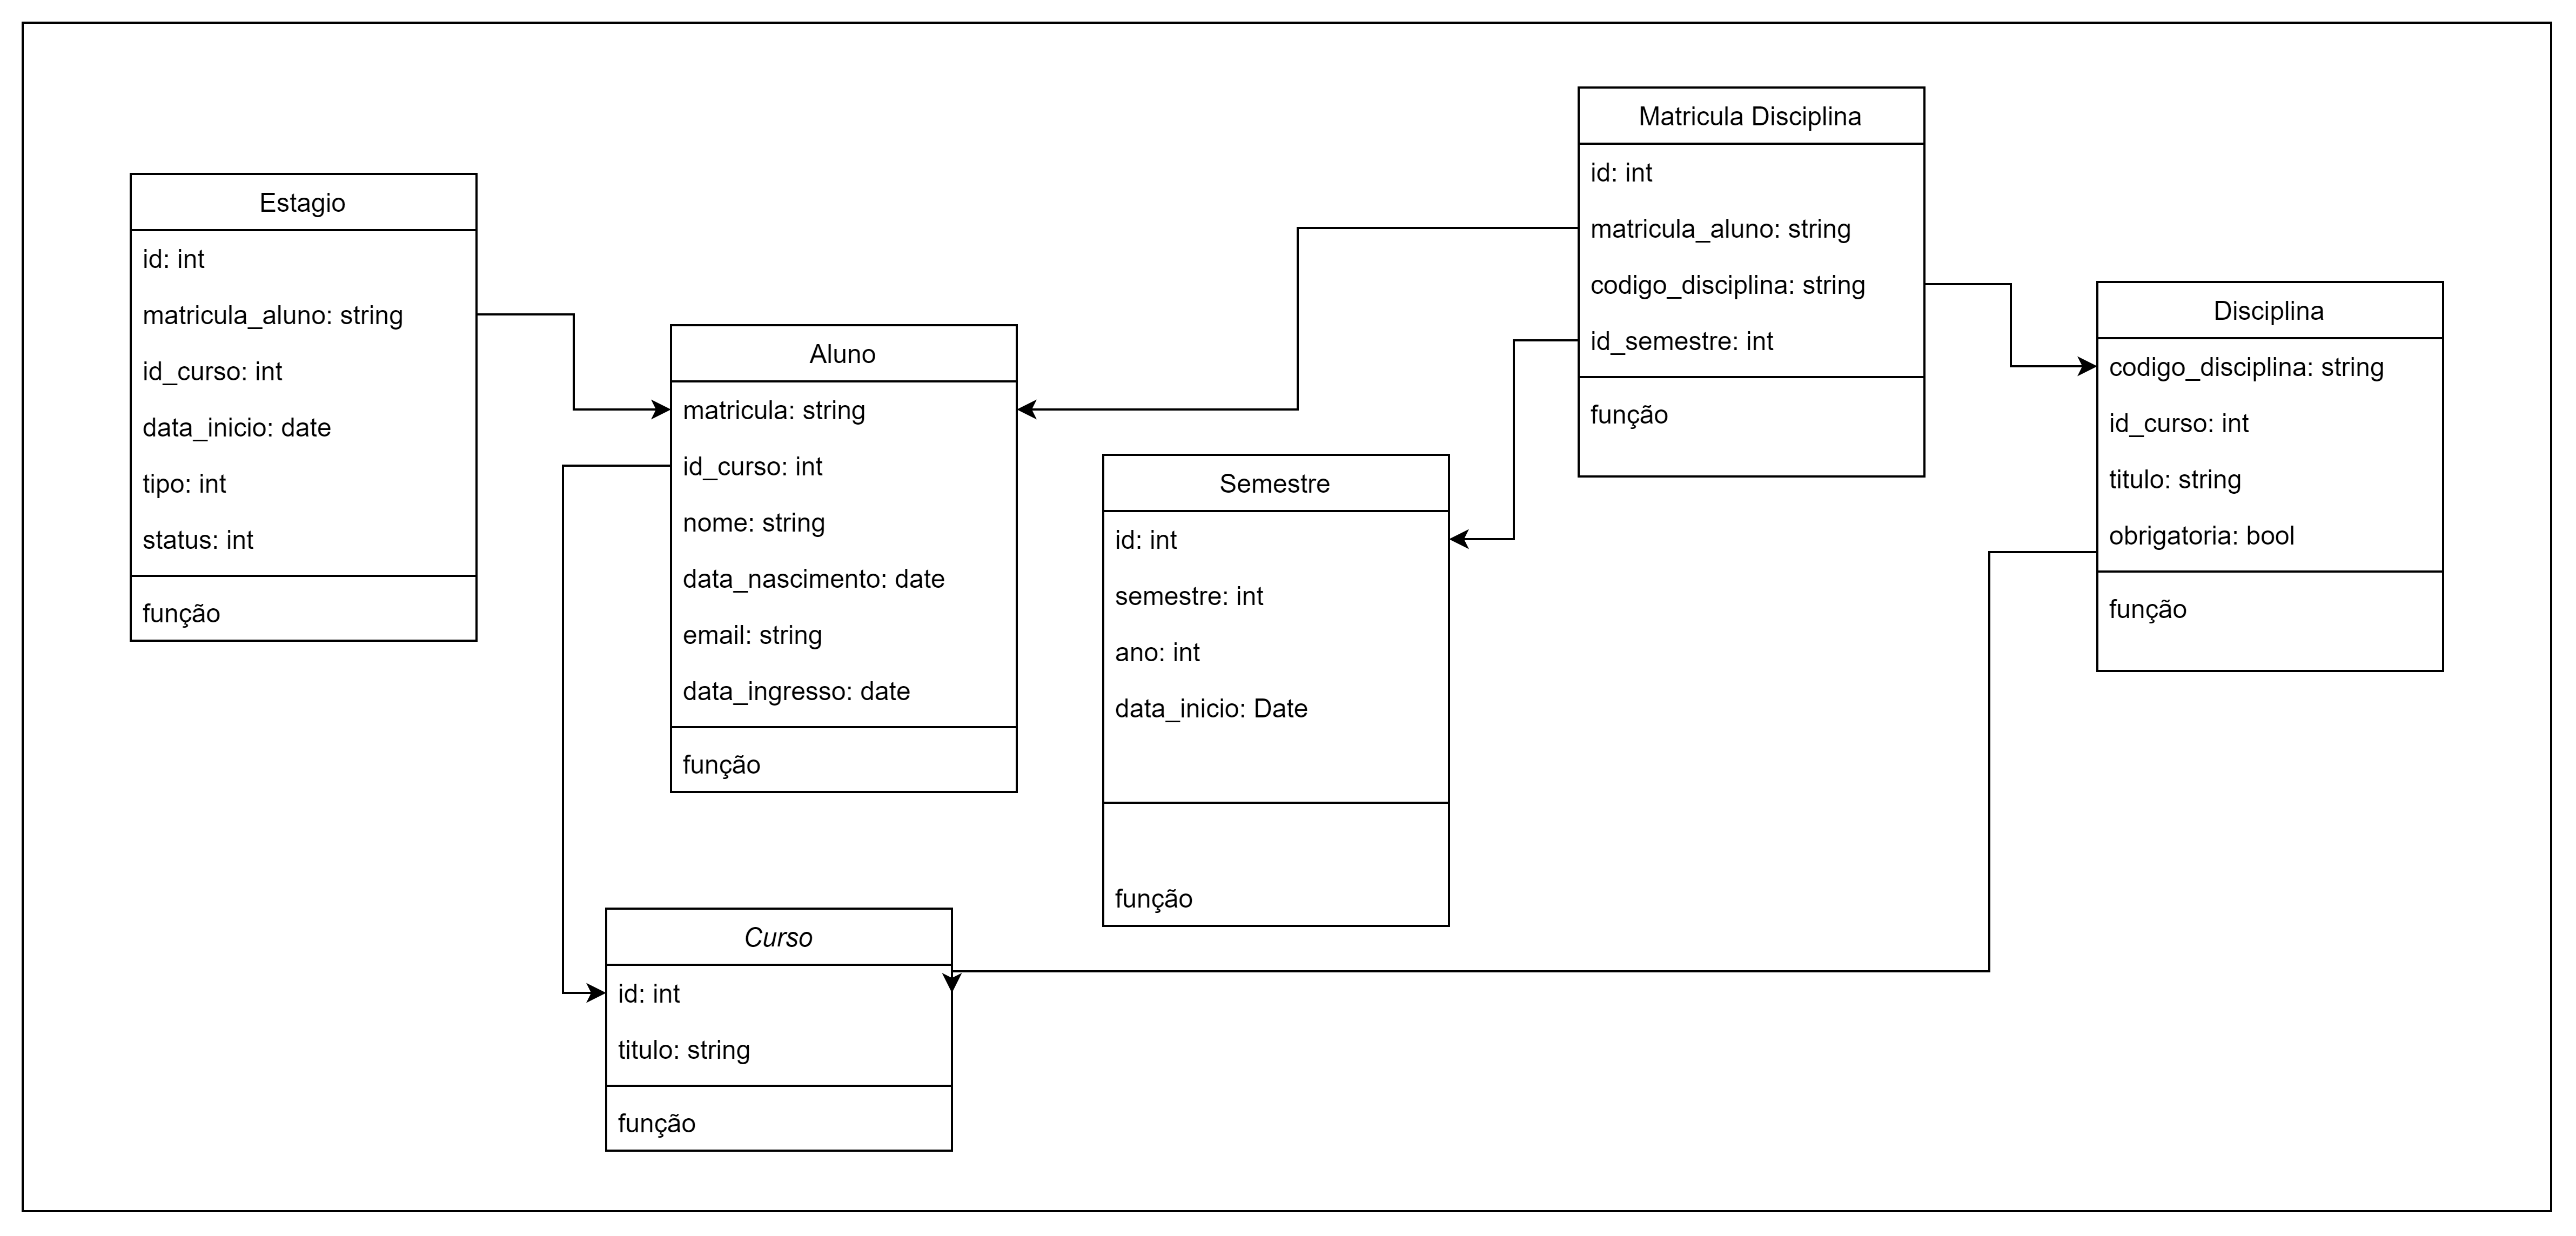 Estagio
id: int
matricula_aluno: string
id_curso: int
data_inicio: date
tipo: int
status: int
função
Aluno
matricula: string
id_curso: int
nome: string
data_nascimento: date
email: string
data_ingresso: date
função
Curso
id: int
titulo: string
função
Semestre
id: int
semestre: int
ano: int
data_inicio: Date
função
Matricula Disciplina
id: int
matricula_aluno: string
codigo_disciplina: string
id_semestre: int
função
Disciplina
codigo_disciplina: string
id_curso: int
titulo: string
obrigatoria: bool
função